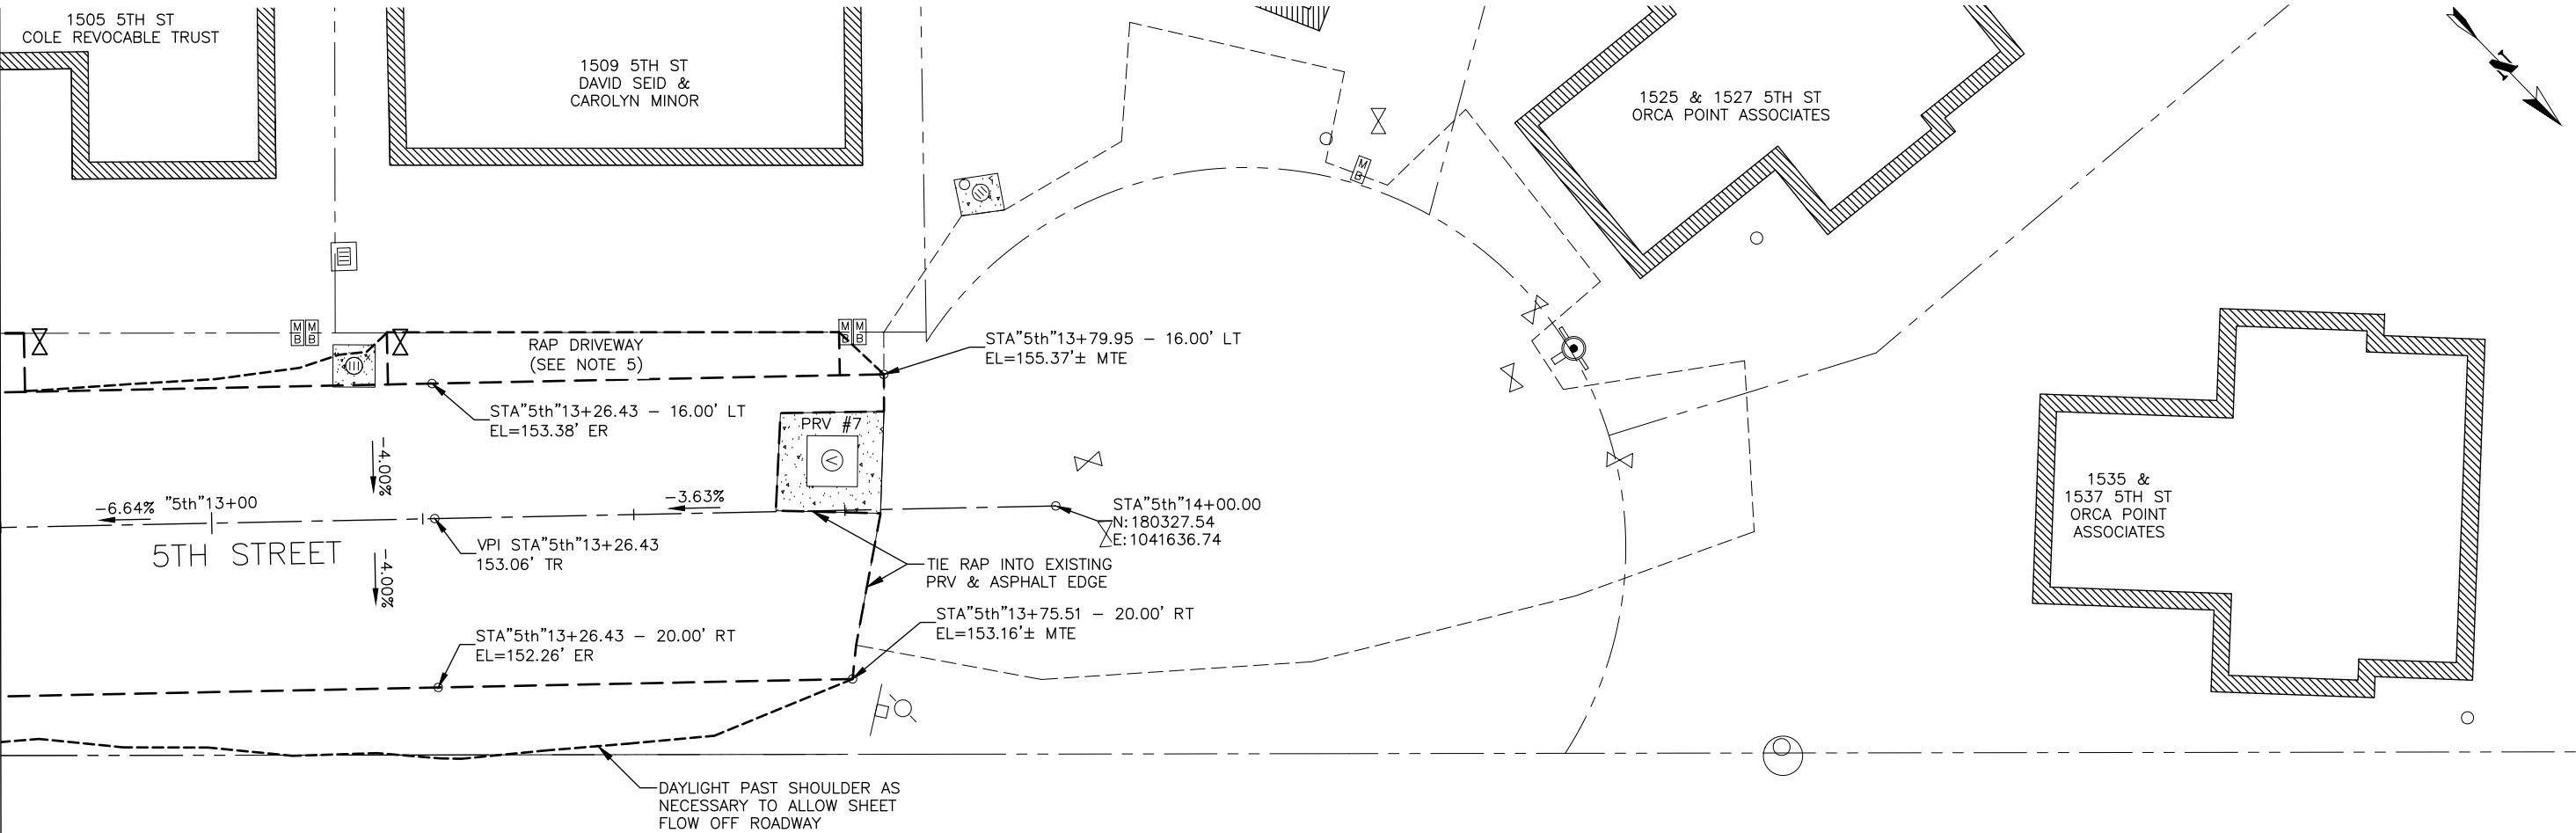 1505 5TH ST
COLE REVOCABLE TRUST
1509 5TH ST
DAVID SEID &
CAROLYN MINOR
1525 & 1527 5TH ST
ORCA POINT ASSOCIATES
N
M
B
M
B
M
B
M
B
M
B
RAP DRIVEWAY
(SEE NOTE 5)
STA"5th"13+79.95 - 16.00' LT
EL=155.37'± MTE
STA"5th"13+26.43 - 16.00' LT
EL=153.38' ER
PRV #7
V
-4.00%
-6.64%
"5th"13+00
-3.63%
STA"5th"14+00.00
N:180327.54
E:1041636.74
1535 &
1537 5TH ST
ORCA POINT
ASSOCIATES
5TH STREET
VPI STA"5th"13+26.43
153.06' TR
-4.00%
TIE RAP INTO EXISTING
PRV & ASPHALT EDGE
STA"5th"13+75.51 - 20.00' RT
EL=153.16'± MTE
STA"5th"13+26.43 - 20.00' RT
EL=152.26' ER
DAYLIGHT PAST SHOULDER AS
NECESSARY TO ALLOW SHEET
FLOW OFF ROADWAY